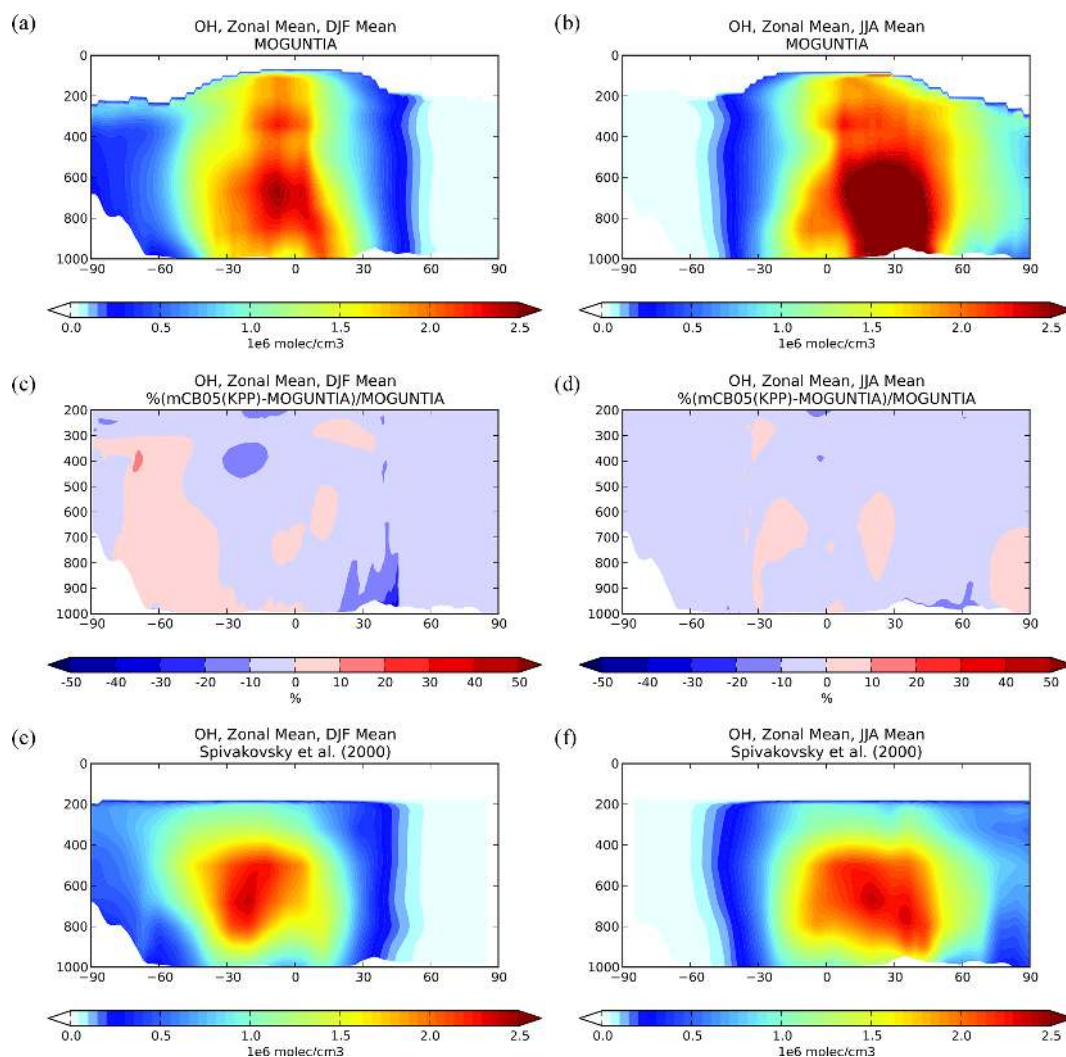 (a)
OH, Zonal Mean, DJF Mean
MOGUNTIA
0
200
400
600
800
1000
−90 −60 −30 0 30 60 90
0.0 0.5 1.0 1.5 2.0 2.5
1e6 molec/cm3
(b)
OH, Zonal Mean, JJA Mean
MOGUNTIA
0
200
400
600
800
1000
−90 −60 −30 0 30 60 90
0.0 0.5 1.0 1.5 2.0 2.5
1e6 molec/cm3
(c)
OH, Zonal Mean, DJF Mean
%(mCB05(KPP)-MOGUNTIA)/MOGUNTIA
200
300
400
500
600
700
800
900
1000
−90 −60 −30 0 30 60 90
-50 -40 -30 -20 -10 0 10 20 30 40 50
%
(d)
OH, Zonal Mean, JJA Mean
%(mCB05(KPP)-MOGUNTIA)/MOGUNTIA
200
300
400
500
600
700
800
900
1000
−90 −60 −30 0 30 60 90
-50 -40 -30 -20 -10 0 10 20 30 40 50
%
(e)
OH, Zonal Mean, DJF Mean
Spivakovsky et al. (2000)
0
200
400
600
800
1000
−90 −60 −30 0 30 60 90
0.0 0.5 1.0 1.5 2.0 2.5
1e6 molec/cm3
(f)
OH, Zonal Mean, JJA Mean
Spivakovsky et al. (2000)
0
200
400
600
800
1000
−90 −60 −30 0 30 60 90
0.0 0.5 1.0 1.5 2.0 2.5
1e6 molec/cm3